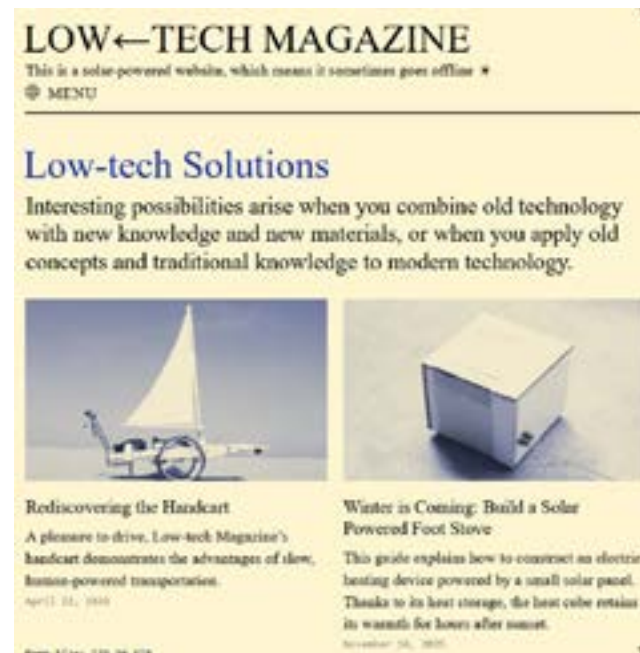 LOW←TECH MAGAZINE
This is a solar-powered website, which means it sometimes goes offline ☀
MENU
Low-tech Solutions
Interesting possibilities arise when you combine old technology
with new knowledge and new materials, or when you apply old
concepts and traditional knowledge to modern technology.
Rediscovering the Handcart
A pleasure to drive, Low-tech Magazine's
handcart demonstrates the advantages of slow,
human-powered transportation.
Winter is Coming: Build a Solar
Powered Foot Stove
This guide explains how to construct an electric
heating device powered by a small solar panel.
Thanks to its heat storage, the heat cube retains
its warmth for hours after sunset.